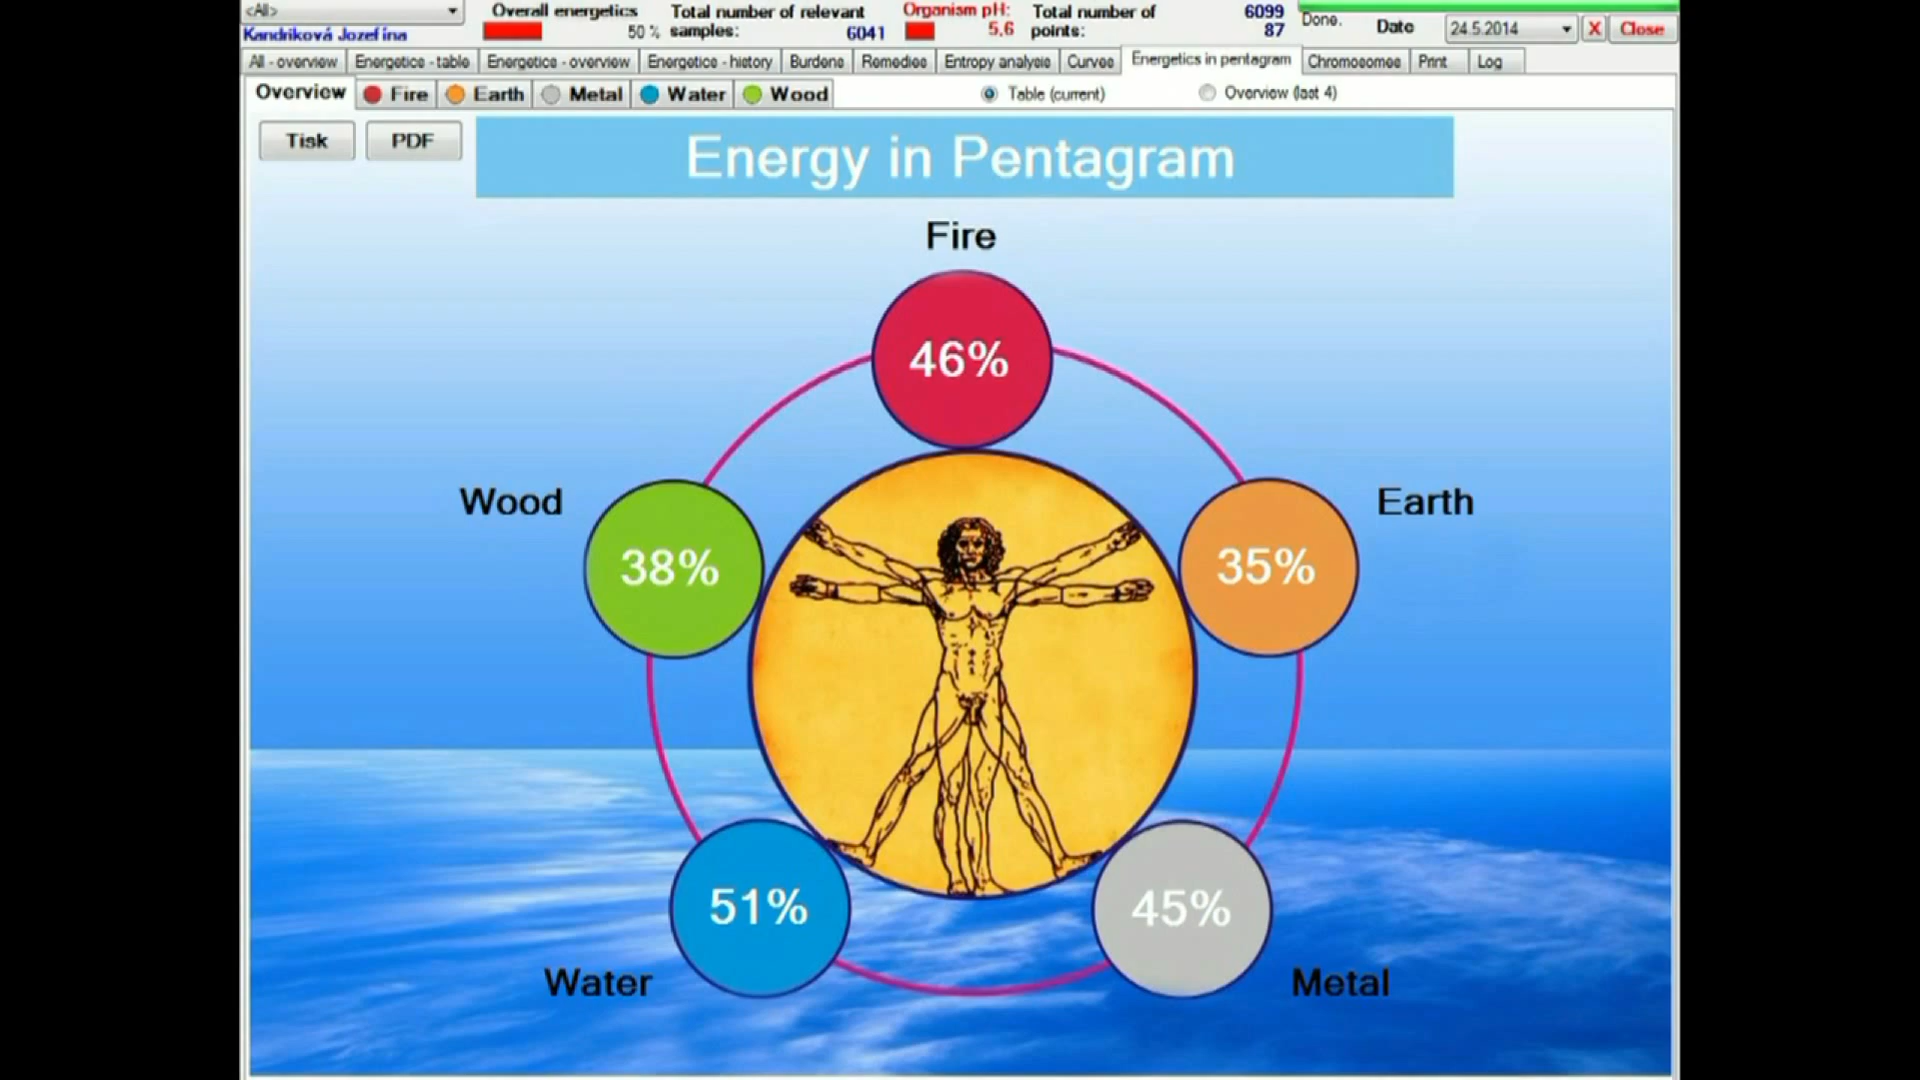 <All>
Kandriková Jozefína
Overall energetics
50 %
Total number of relevant
samples: 6041
Organism pH:
5,6
Total number of 6099
points: 87
Done.
Date
24.5.2014
X
Close
All - overview
Energetics - table
Energetics - overview
Energetics - history
Burdens
Remedies
Entropy analysis
Curves
Energetics in pentagram
Chromosomes
Print
Log
Overview
Fire
Earth
Metal
Water
Wood
Table (current)
Overview (last 4)
Tisk
PDF
Energy in Pentagram
Fire
46%
Wood
38%
Earth
35%
51%
45%
Water
Metal